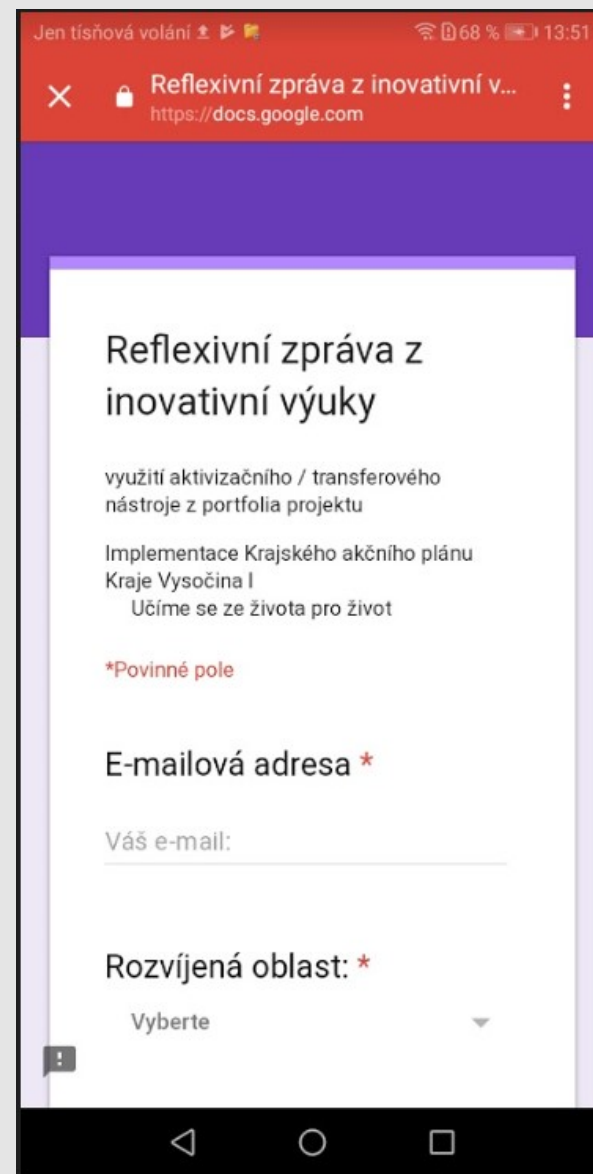 Jen tísňová volání 68 % 13:51
Reflexivní zpráva z inovativní v...
https://docs.google.com
Reflexivní zpráva z
inovativní výuky
využití aktivizačního / transferového
nástroje z portfolia projektu
Implementace Krajského akčního plánu
Kraje Vysočina I
Učíme se ze života pro život
*Povinné pole
E-mailová adresa *
Váš e-mail:
Rozvíjená oblast: *
Vyberte